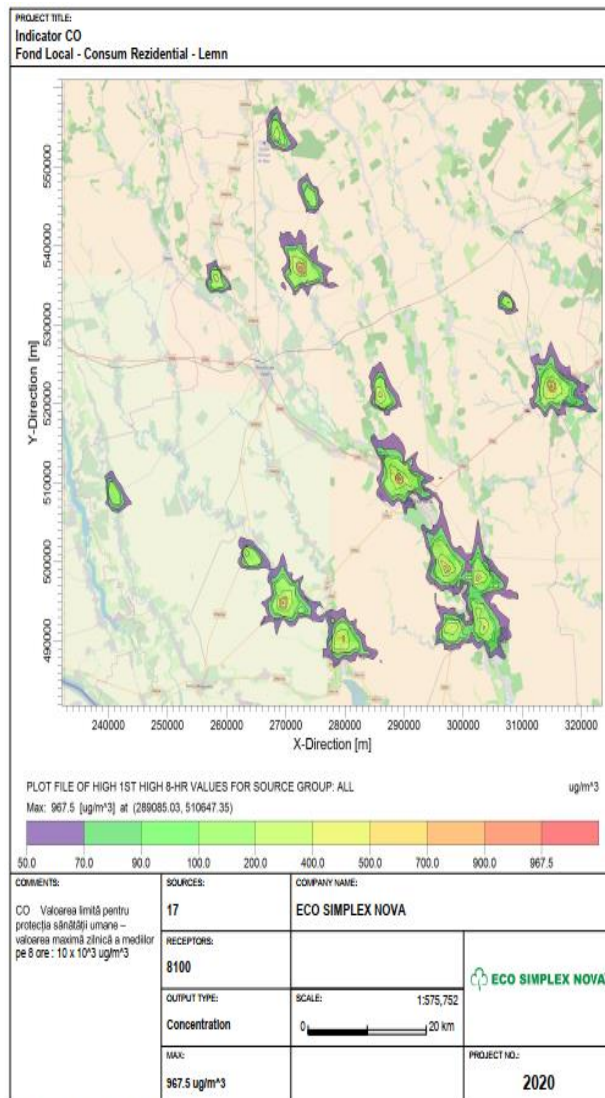 PROJECT TITLE:
Indicator CO
Fond Local - Consum Rezidential - Lemn
Y-Direction [m]
550000
540000
530000
520000
510000
500000
490000
240000 250000 260000 270000 280000 290000 300000 310000 320000
X-Direction [m]
PLOT FILE OF HIGH 1ST HIGH 8-HR VALUES FOR SOURCE GROUP: ALL
ug/m^3
Max: 967.5 [ug/m^3] at (289085.03, 510647.35)
50.0 70.0 90.0 100.0 200.0 400.0 500.0 700.0 900.0 967.5
COMMENTS:
CO Valoarea limită pentru
protecția sănătății umane –
valoarea maximă zilnică a mediilor
pe 8 ore : 10 x 10^3 ug/m^3
SOURCES:
17
COMPANY NAME:
ECO SIMPLEX NOVA
RECEPTORS:
8100
OUTPUT TYPE:
Concentration
SCALE:
1:575,752
0 20 km
ECO SIMPLEX NOVA
MAX:
967.5 ug/m^3
PROJECT NO.:
2020